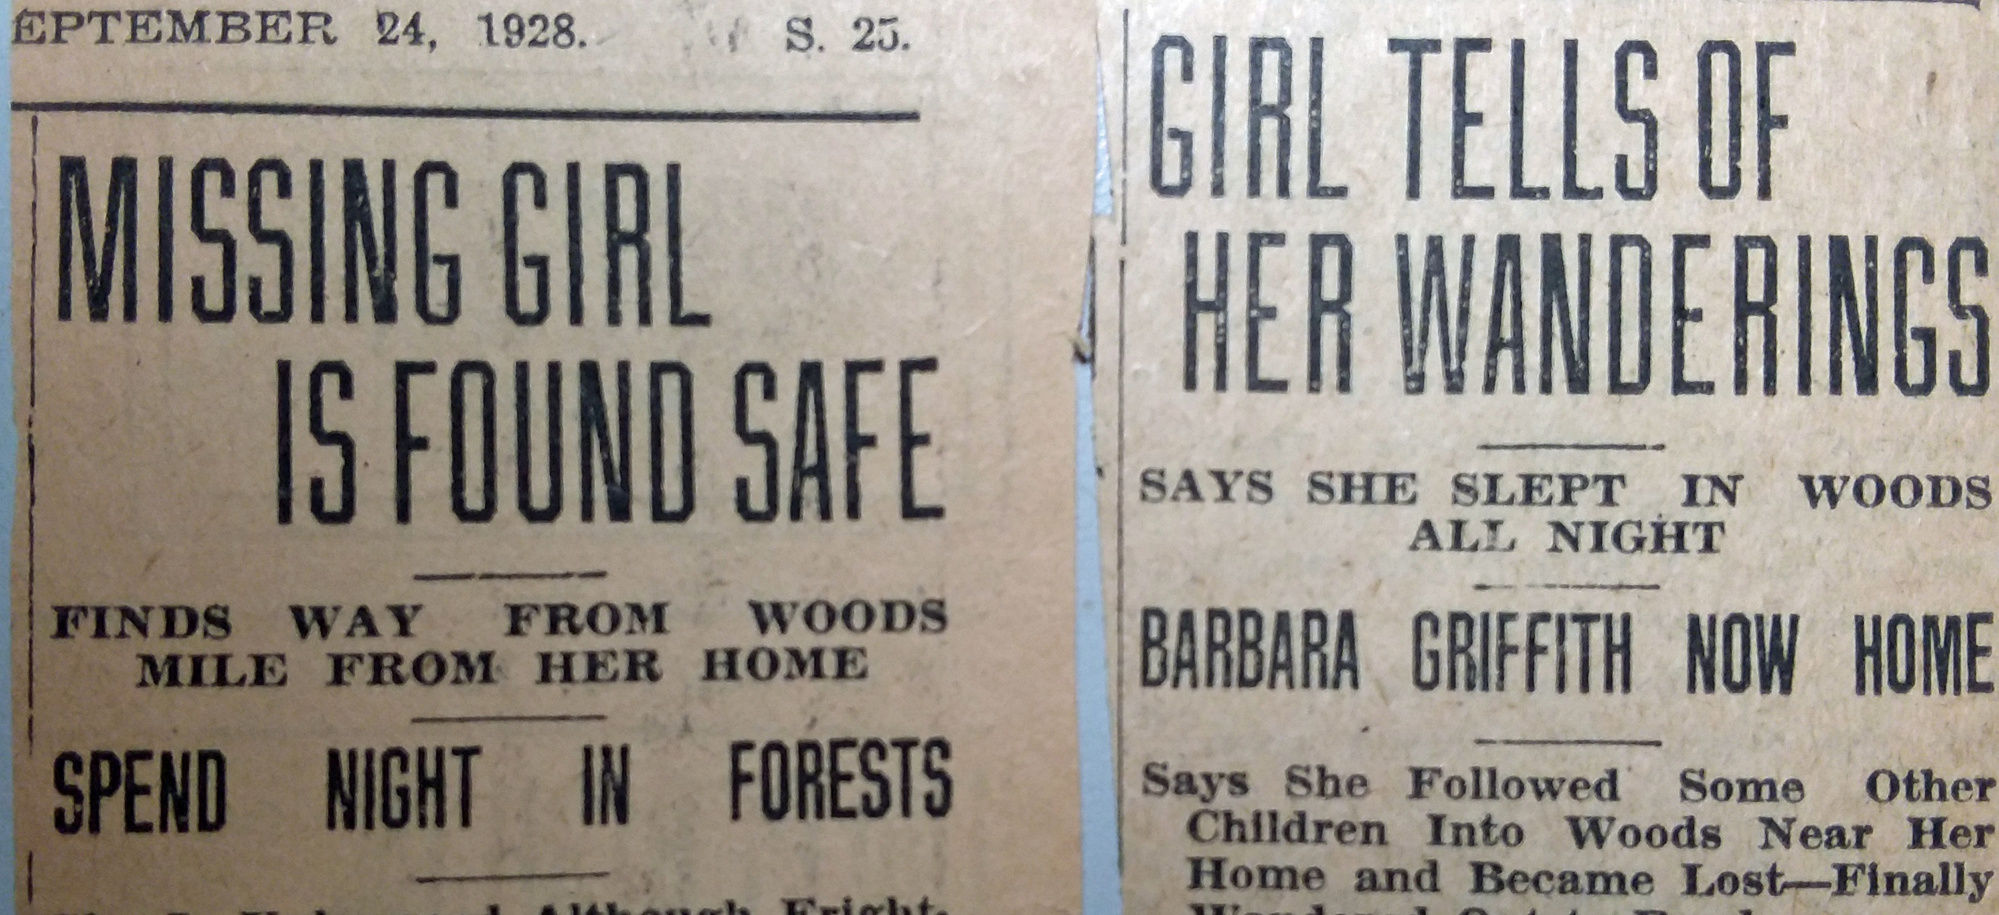 EPTEMBER 24, 1928. S. 25.
MISSING GIRL
IS FOUND SAFE
FINDS WAY FROM WOODS
MILE FROM HER HOME
SPEND NIGHT IN FORESTS
Although Fright-
GIRL TELLS OF
HER WANDERINGS
SAYS SHE SLEPT IN WOODS
ALL NIGHT
BARBARA GRIFFITH NOW HOME
Says She Followed Some Other
Children Into Woods Near Her
Home and Became Lost—Finally